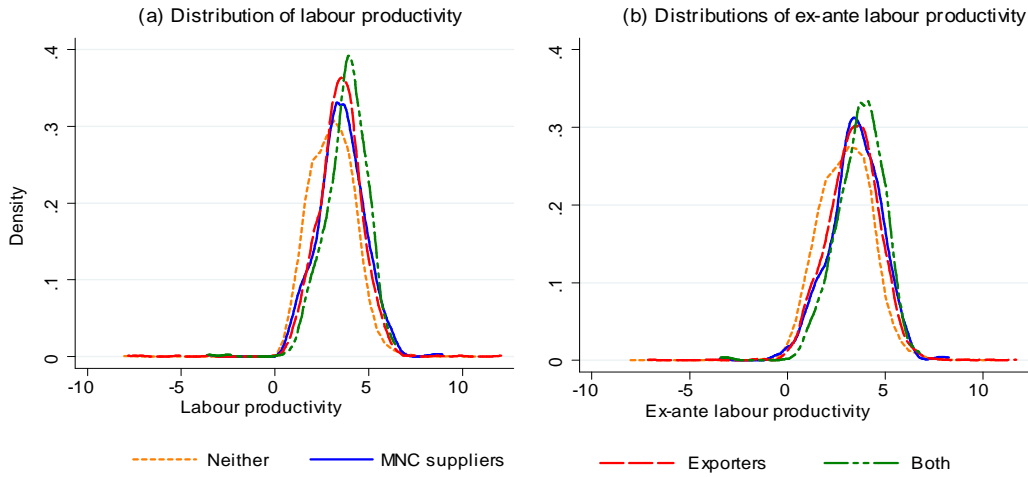 (a) Distribution of labour productivity
.4
.3
.2
.1
0
Density
-10
-5
0
5
10
Labour productivity
(b) Distributions of ex-ante labour productivity
.4
.3
.2
.1
0
-10
-5
0
5
10
Ex-ante labour productivity
Neither
MNC suppliers
Exporters
Both